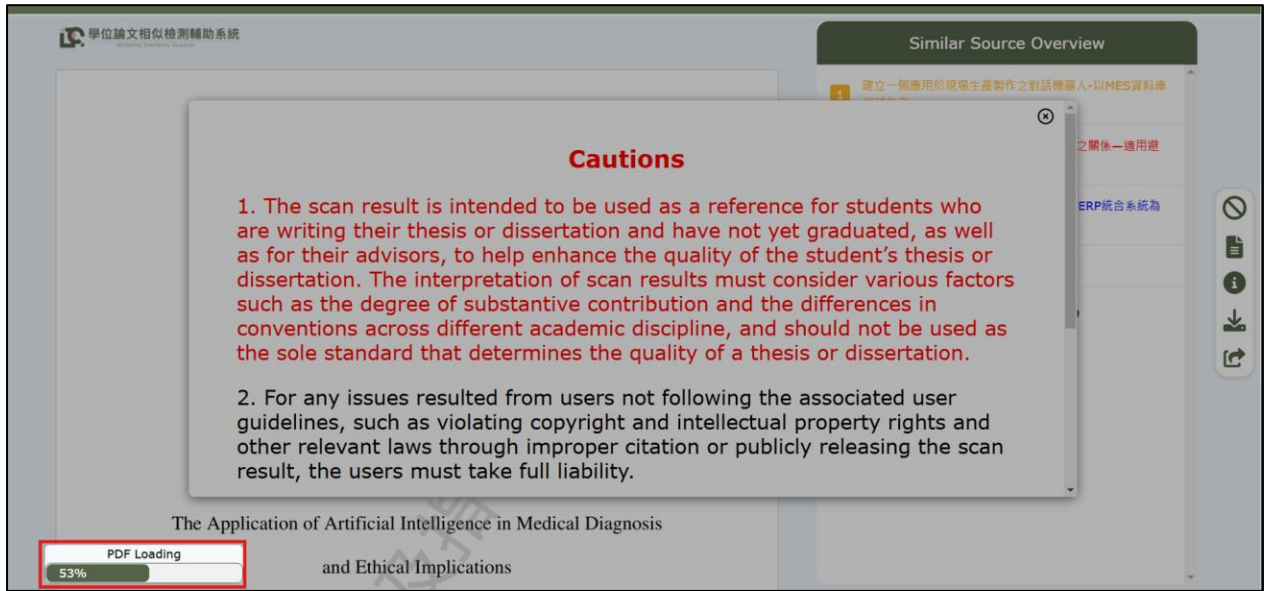 學位論文相似檢測輔助系統
Similar Source Overview
1
建立一個應用於現場生產製作之對話機器人-以MES資料庫
之關係—適用避
ERP統合系統為
Cautions
1. The scan result is intended to be used as a reference for students who
are writing their thesis or dissertation and have not yet graduated, as well
as for their advisors, to help enhance the quality of the student's thesis or
dissertation. The interpretation of scan results must consider various factors
such as the degree of substantive contribution and the differences in
conventions across different academic discipline, and should not be used as
the sole standard that determines the quality of a thesis or dissertation.
2. For any issues resulted from users not following the associated user
guidelines, such as violating copyright and intellectual property rights and
other relevant laws through improper citation or publicly releasing the scan
result, the users must take full liability.
The Application of Artificial Intelligence in Medical Diagnosis
and Ethical Implications
PDF Loading
53%